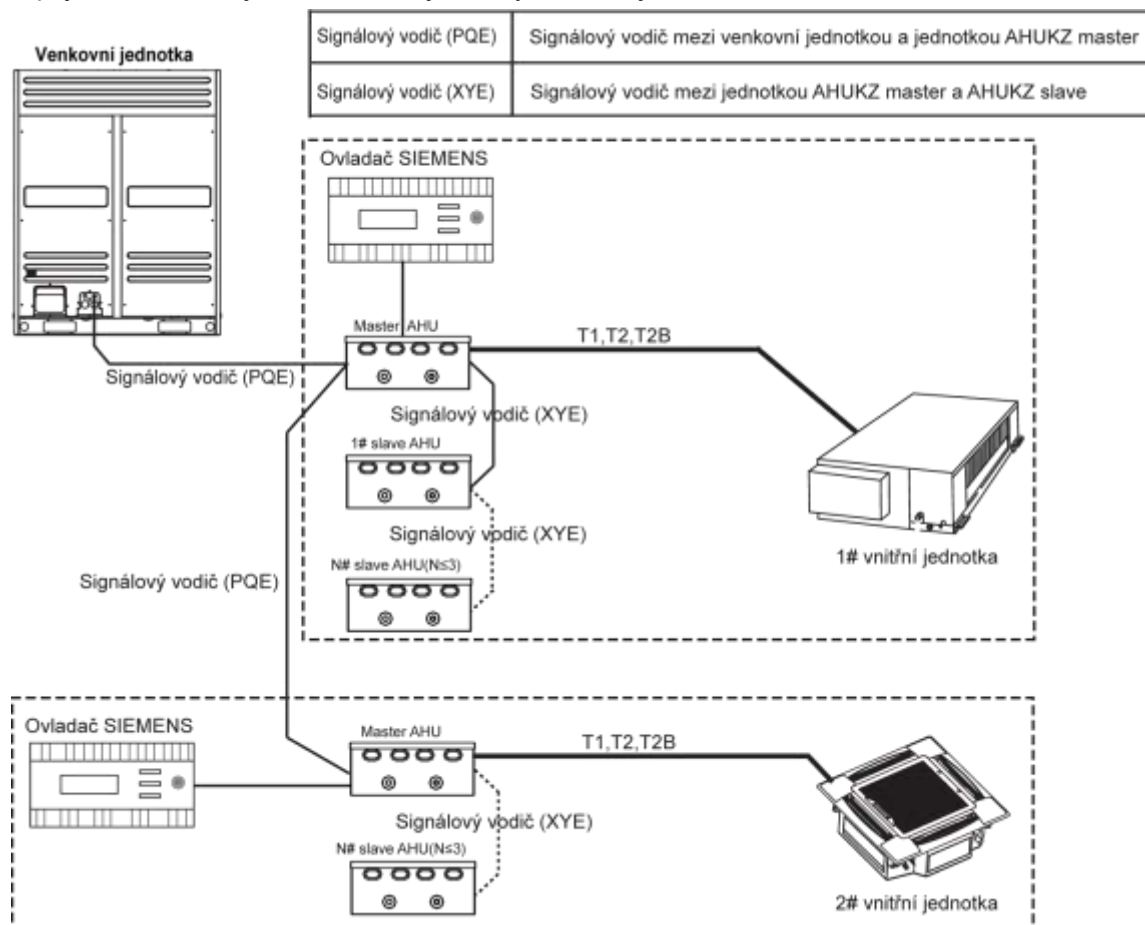 Venkovní jednotka
Signálový vodič (PQE) Signálový vodič mezi venkovní jednotkou a jednotkou AHUKZ master
Signálový vodič (XYE) Signálový vodič mezi jednotkou AHUKZ master a AHUKZ slave
Ovladač SIEMENS
Master AHU
T1,T2,T2B
Signálový vodič (PQE)
Signálový vodič (XYE)
1# slave AHU
Signálový vodič (XYE)
1# vnitřní jednotka
N# slave AHU(N≤3)
Signálový vodič (PQE)
Ovladač SIEMENS
Master AHU
T1,T2,T2B
Signálový vodič (XYE)
N# slave AHU(N≤3)
2# vnitřní jednotka